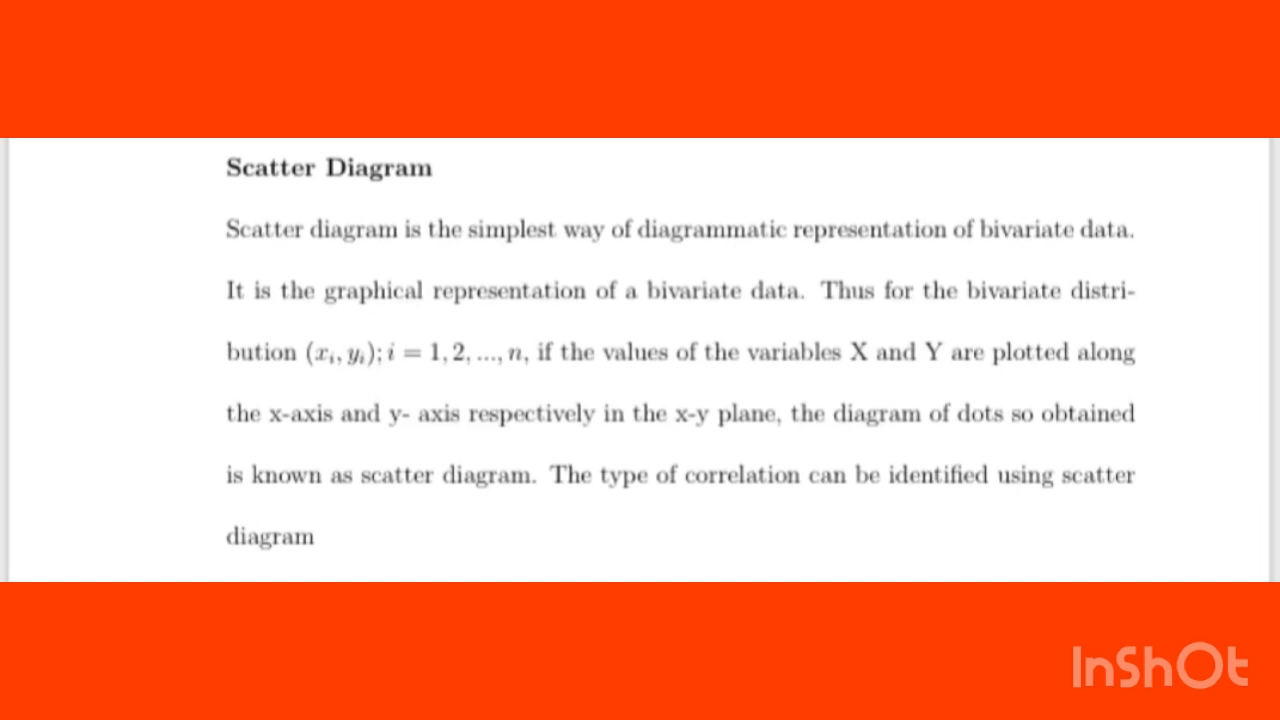 Scatter Diagram
Scatter diagram is the simplest way of diagrammatic representation of bivariate data.
It is the graphical representation of a bivariate data. Thus for the bivariate distri-
bution (xᵢ, yᵢ); i = 1, 2, ..., n, if the values of the variables X and Y are plotted along
the x-axis and y- axis respectively in the x-y plane, the diagram of dots so obtained
is known as scatter diagram. The type of correlation can be identified using scatter
diagram
InShOt